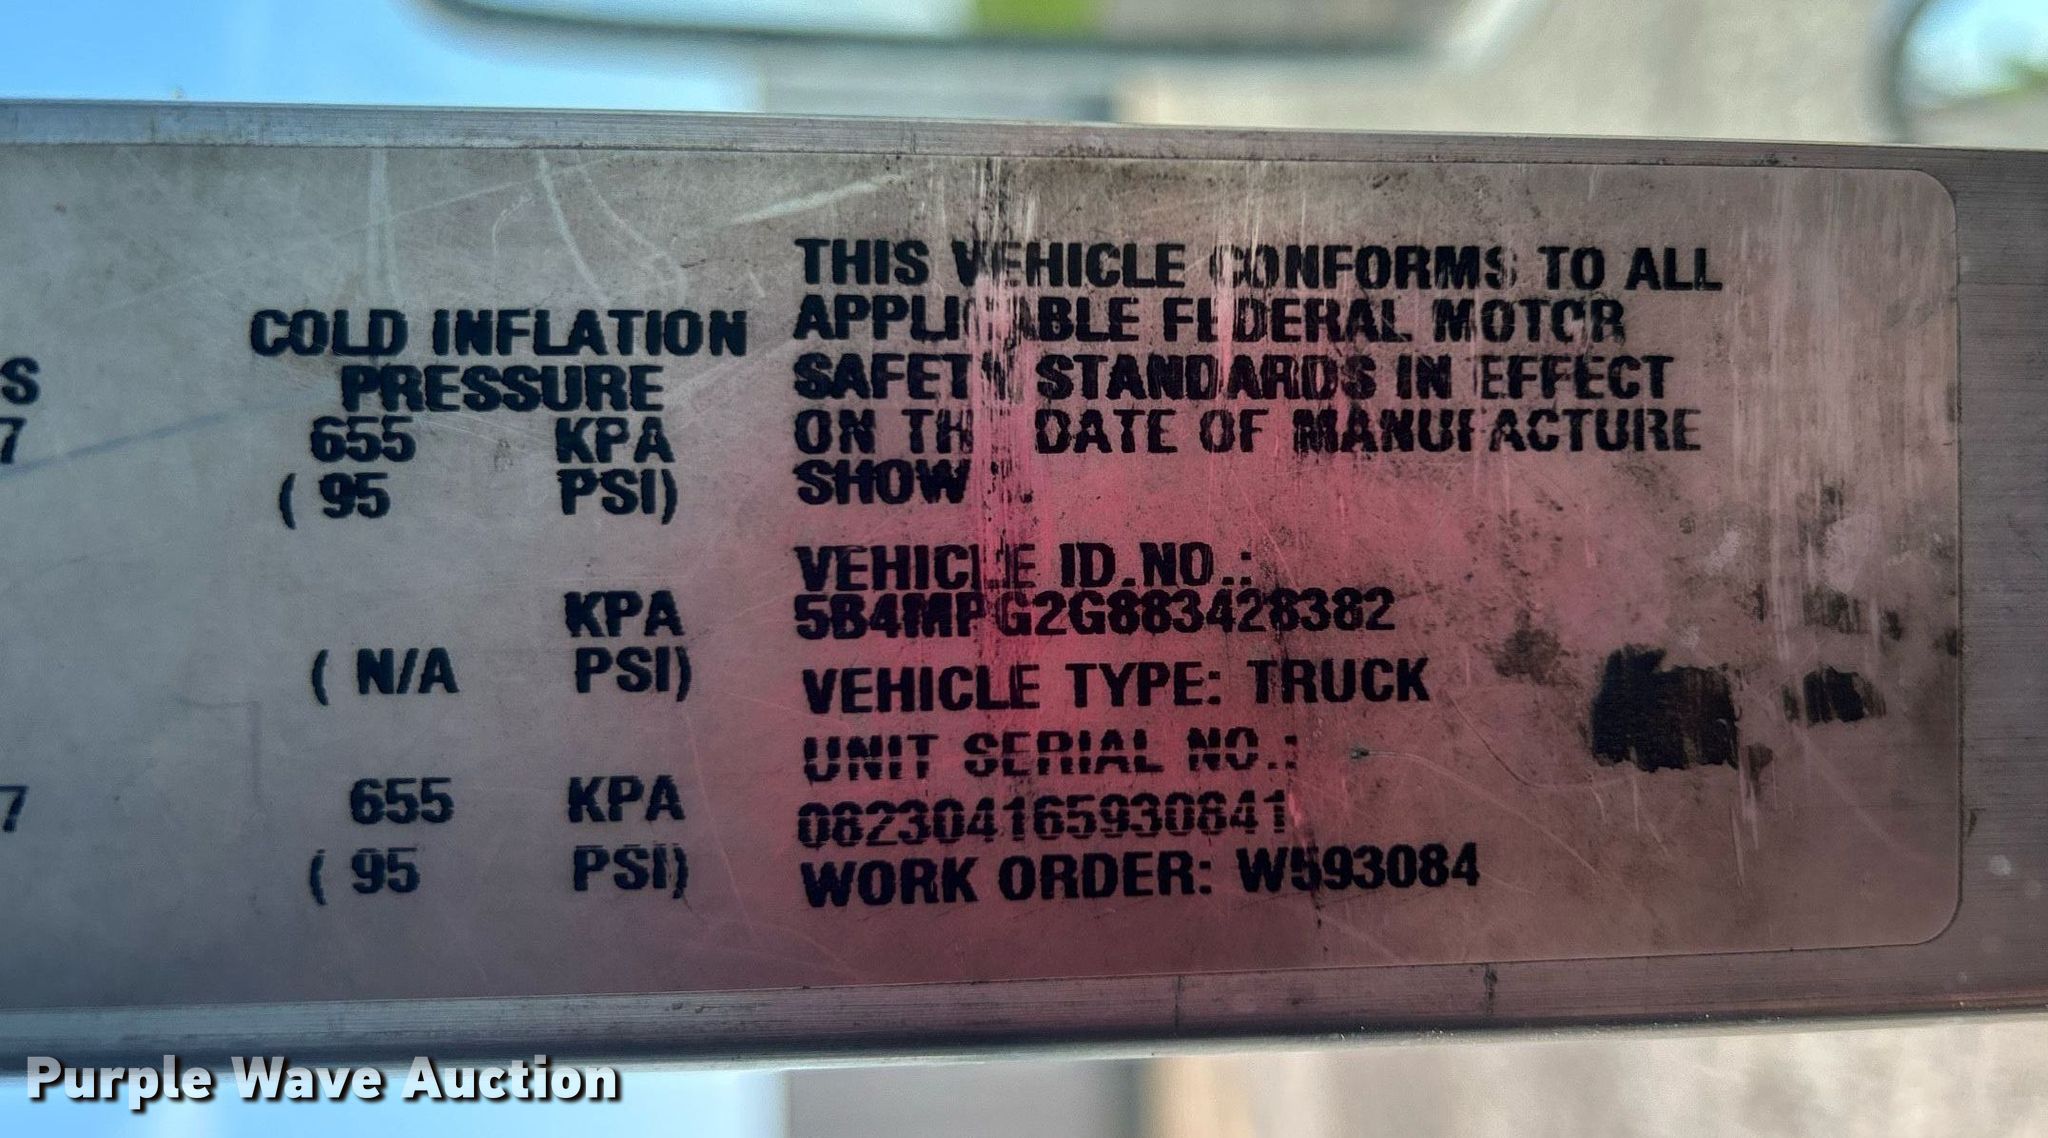 S
7
COLD INFLATION
PRESSURE
655 KPA
( 95 PSI)
KPA
( N/A PSI)
7
655 KPA
( 95 PSI)
THIS VEHICLE CONFORMS TO ALL
APPLICABLE FEDERAL MOTOR
SAFETY STANDARDS IN EFFECT
ON THE DATE OF MANUFACTURE
SHOWN
VEHICLE ID.NO.:
5B4MPG2G883428382
VEHICLE TYPE: TRUCK
UNIT SERIAL NO.:
082304165930841
WORK ORDER: W593084
Purple Wave Auction